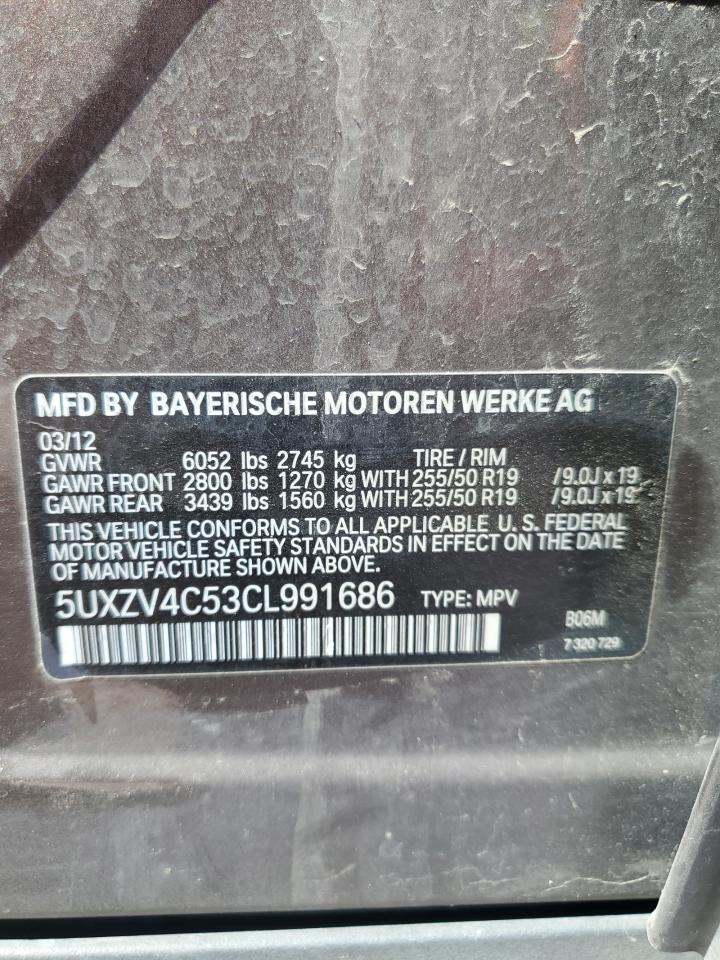 MFD BY BAYERISCHE MOTOREN WERKE AG
03/12
GVWR 6052 lbs 2745 kg TIRE / RIM
GAWR FRONT 2800 lbs 1270 kg WITH 255/50 R19 /9.0J x 19
GAWR REAR 3439 lbs 1560 kg WITH 255/50 R19 /9.0J x 19
THIS VEHICLE CONFORMS TO ALL APPLICABLE U. S. FEDERAL
MOTOR VEHICLE SAFETY STANDARDS IN EFFECT ON THE DATE
OF MANUFACTURE SHOWN ABOVE.
5UXZV4C53CL991686 TYPE: MPV
B06M
7 320 729